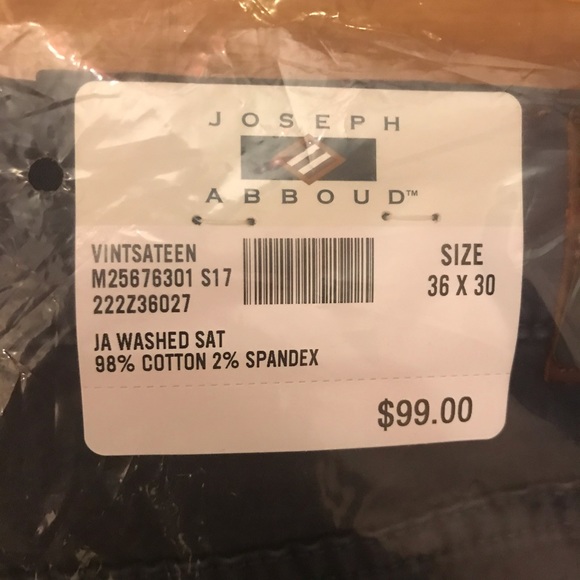 JOSEPH
ABBOUD™
VINTSATEEN
M25676301 S17
222Z36027
SIZE
36 X 30
JA WASHED SAT
98% COTTON 2% SPANDEX
$99.00